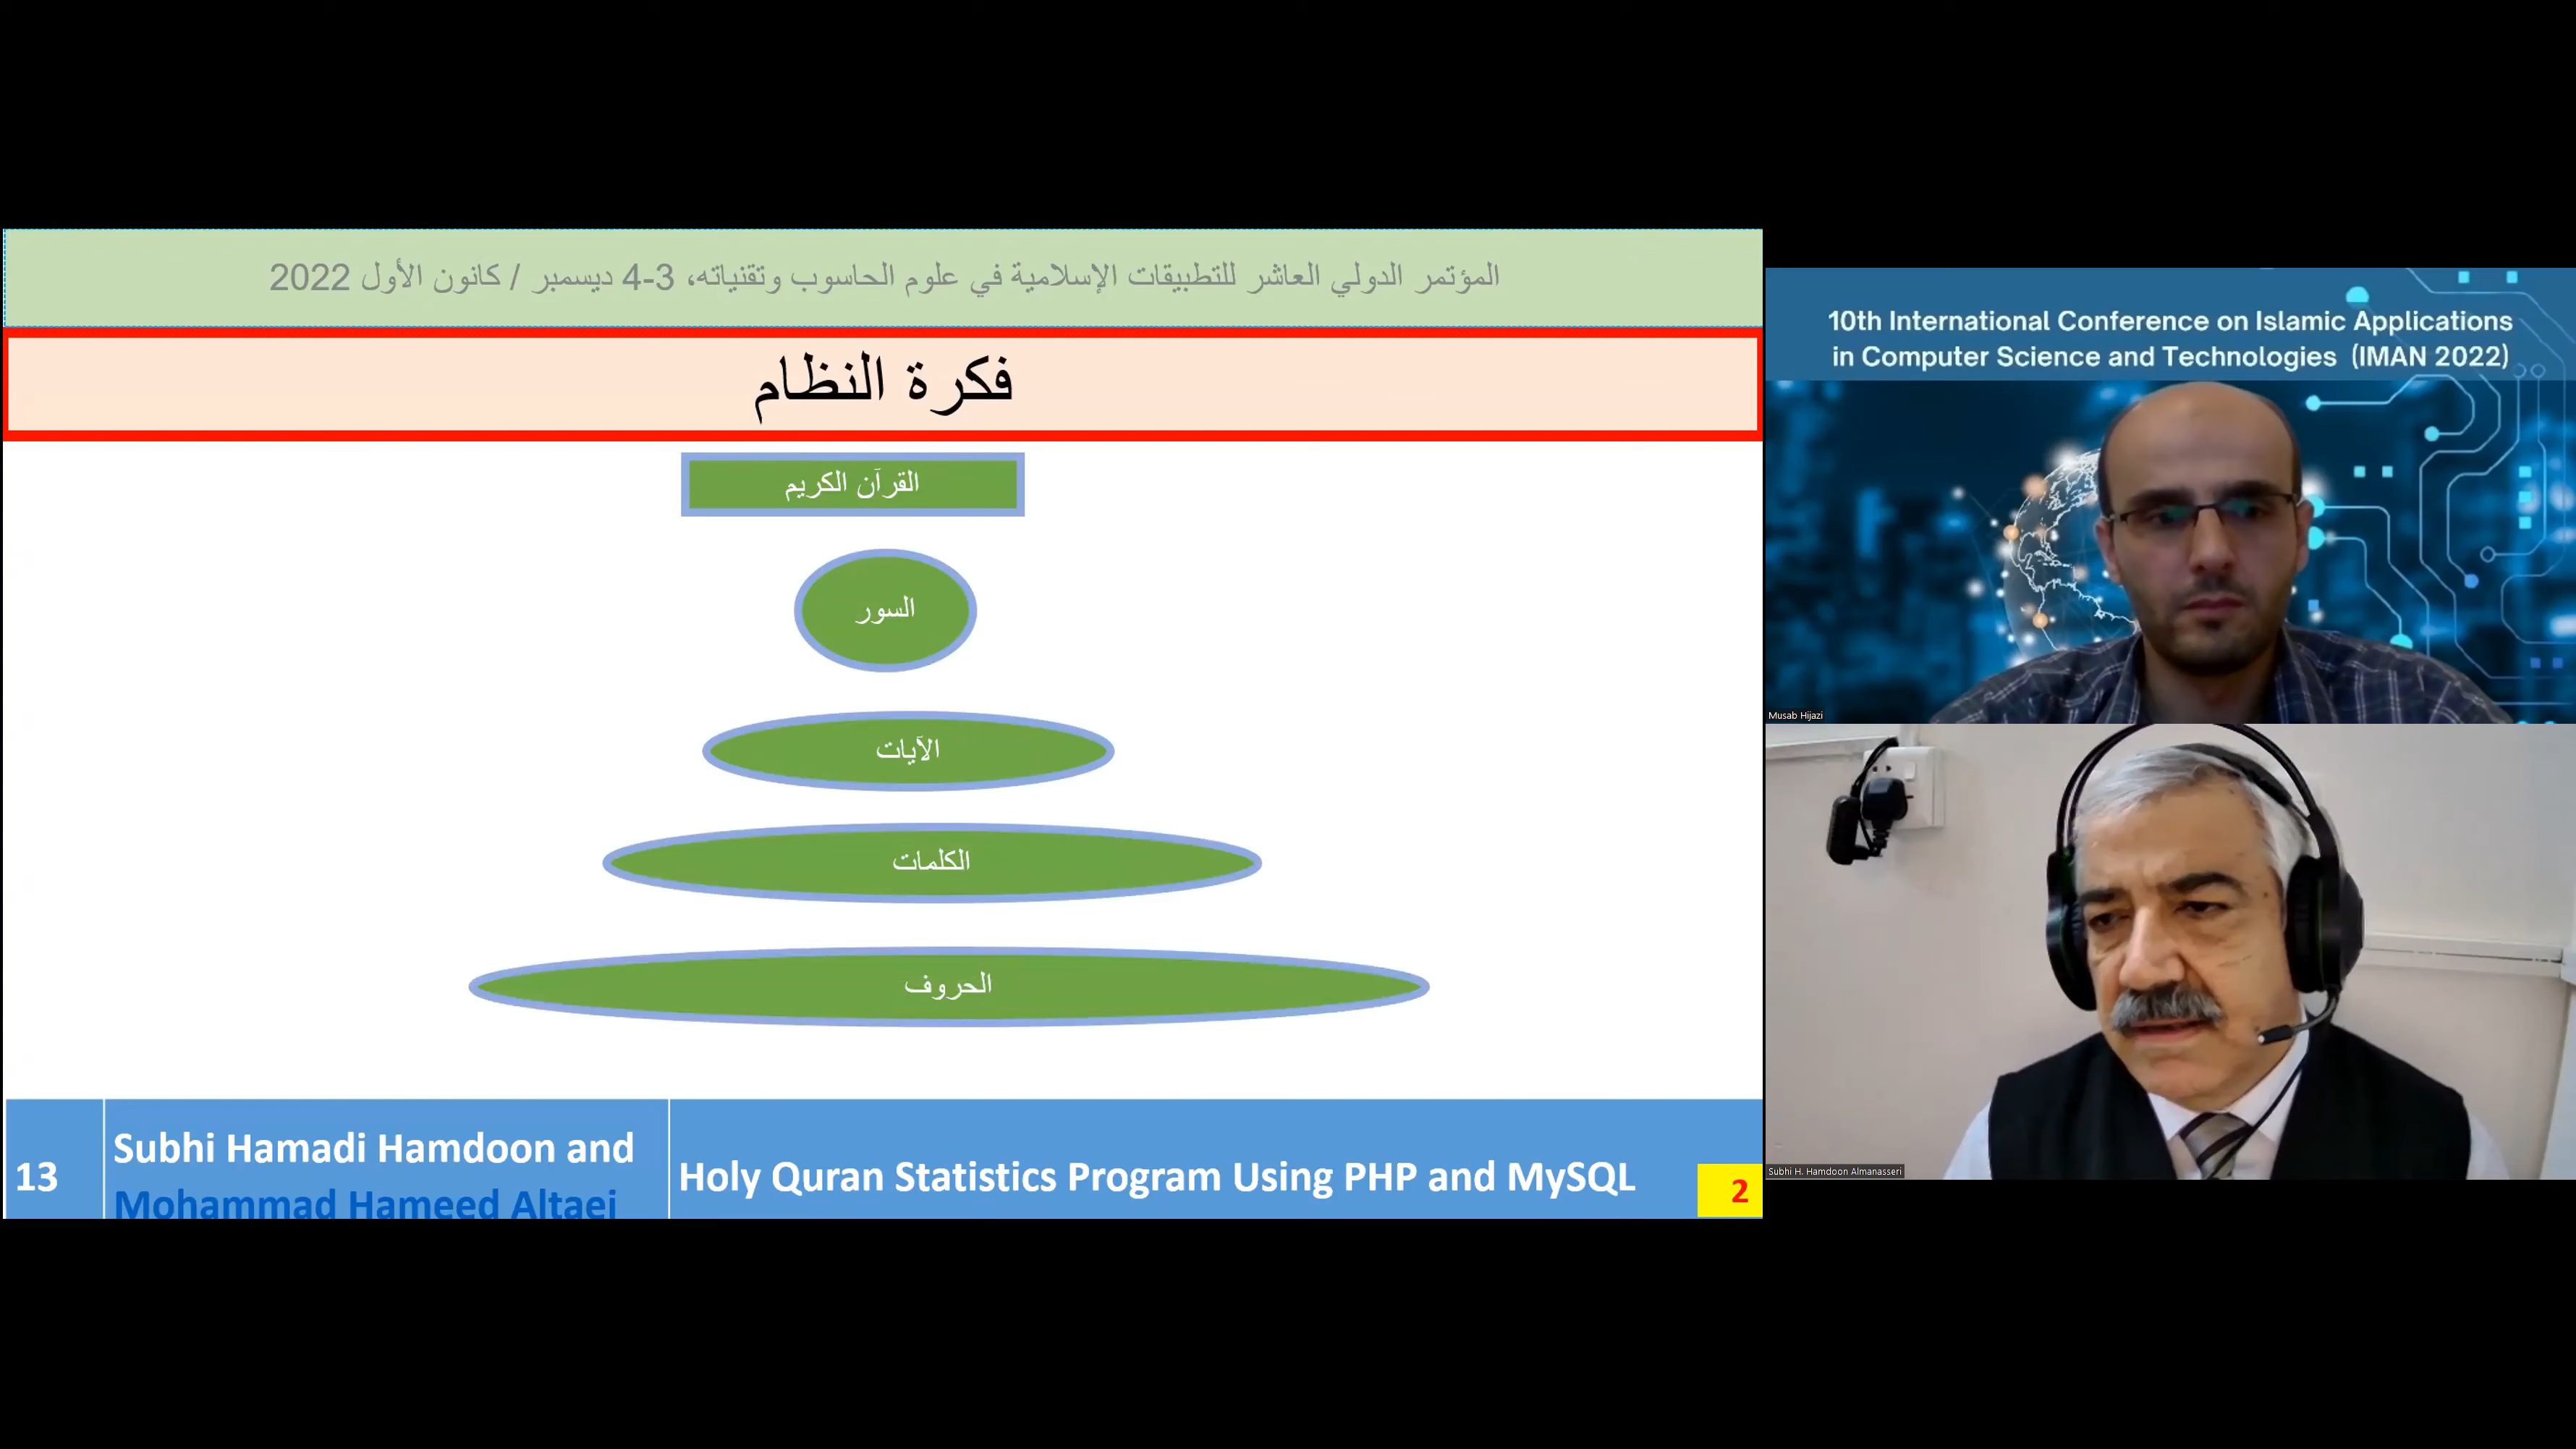 المؤتمر الدولي العاشر للتطبيقات الإسلامية في علوم الحاسوب وتقنياته، 3-4 ديسمبر / كانون الأول 2022
فكرة النظام
القرآن الكريم
السور
الآيات
الكلمات
الحروف
13
Subhi Hamadi Hamdoon and
Mohammad Hameed Altaei
Holy Quran Statistics Program Using PHP and MySQL
2
10th International Conference on Islamic Applications
in Computer Science and Technologies (IMAN 2022)
Musab Hijazi
Subhi H. Hamdoon Almanasseri